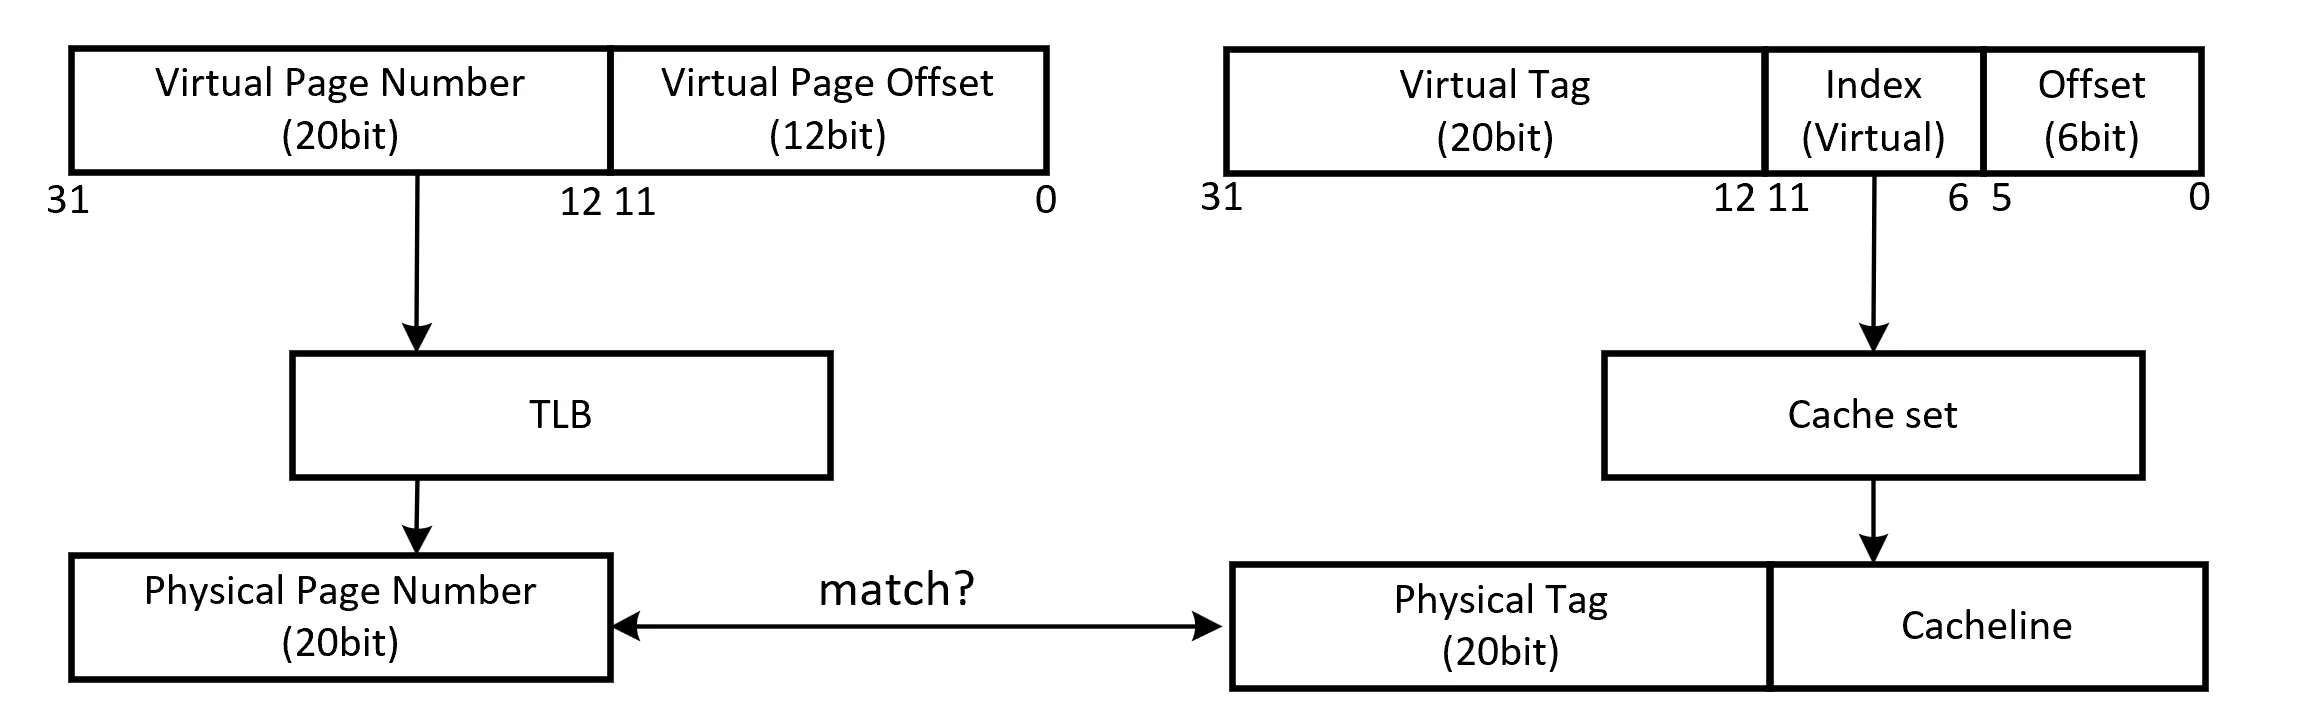 Virtual Page Number
(20bit)
Virtual Page Offset
(12bit)
31
12 11
0
Virtual Tag
(20bit)
Index
(Virtual)
Offset
(6bit)
31
12 11
6 5
0
TLB
Cache set
Physical Page Number
(20bit)
match?
Physical Tag
(20bit)
Cacheline